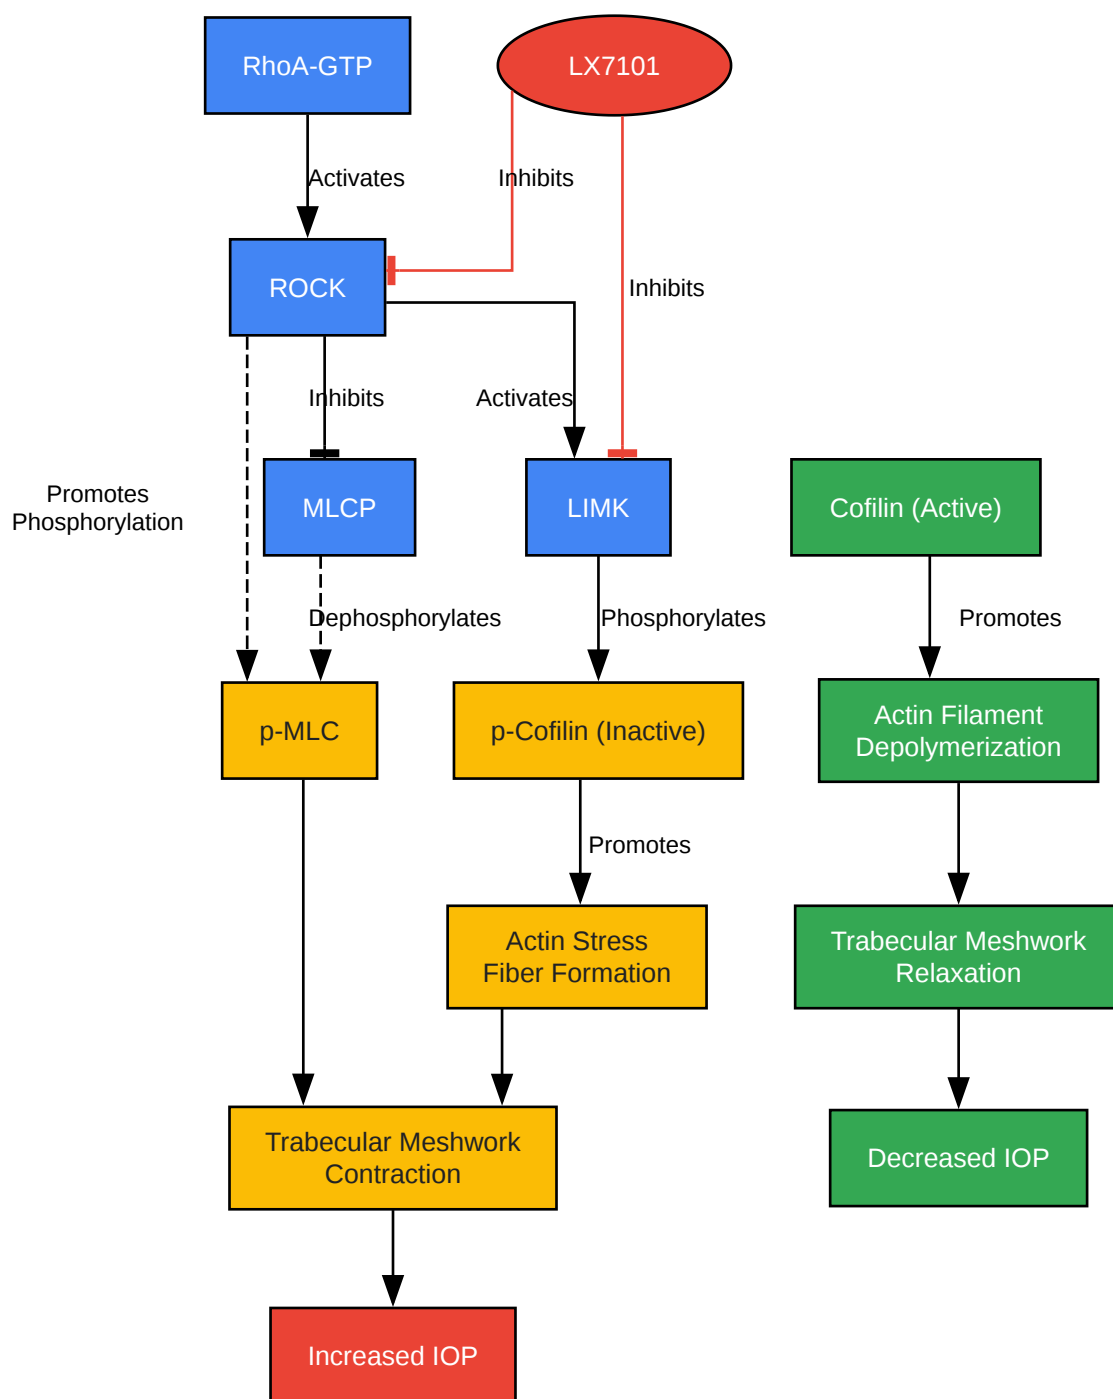 RhoA-GTP
LX7101
Activates
Inhibits
ROCK
Inhibits
Inhibits
Activates
Promotes
Phosphorylation
MLCP
LIMK
Cofilin (Active)
Dephosphorylates
Phosphorylates
Promotes
p-MLC
p-Cofilin (Inactive)
Actin Filament
Depolymerization
Promotes
Actin Stress
Fiber Formation
Trabecular Meshwork
Relaxation
Trabecular Meshwork
Contraction
Decreased IOP
Increased IOP